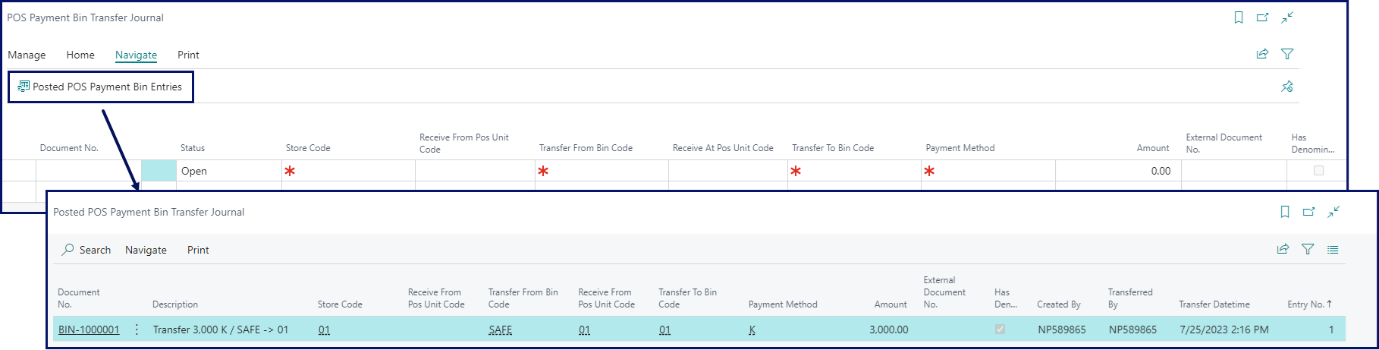 POS Payment Bin Transfer Journal
Manage Home Navigate Print
Posted POS Payment Bin Entries
Document No. Status Store Code Receive From Pos Unit Code Transfer From Bin Code Receive At Pos Unit Code Transfer To Bin Code Payment Method Amount External Document No. Has Denomin...
Open * * * * 0.00
Posted POS Payment Bin Transfer Journal
Search Navigate Print
Document No. Description Store Code Receive From Pos Unit Code Transfer From Bin Code Receive From Pos Unit Code Transfer To Bin Code Payment Method Amount External Document No. Has Den... Created By Transferred By Transfer Datetime Entry No. ↑
BIN-1000001 Transfer 3.000 K / SAFE -> 01 01 SAFE 01 01 K 3,000.00 NP589865 NP589865 7/25/2023 2:16 PM 1